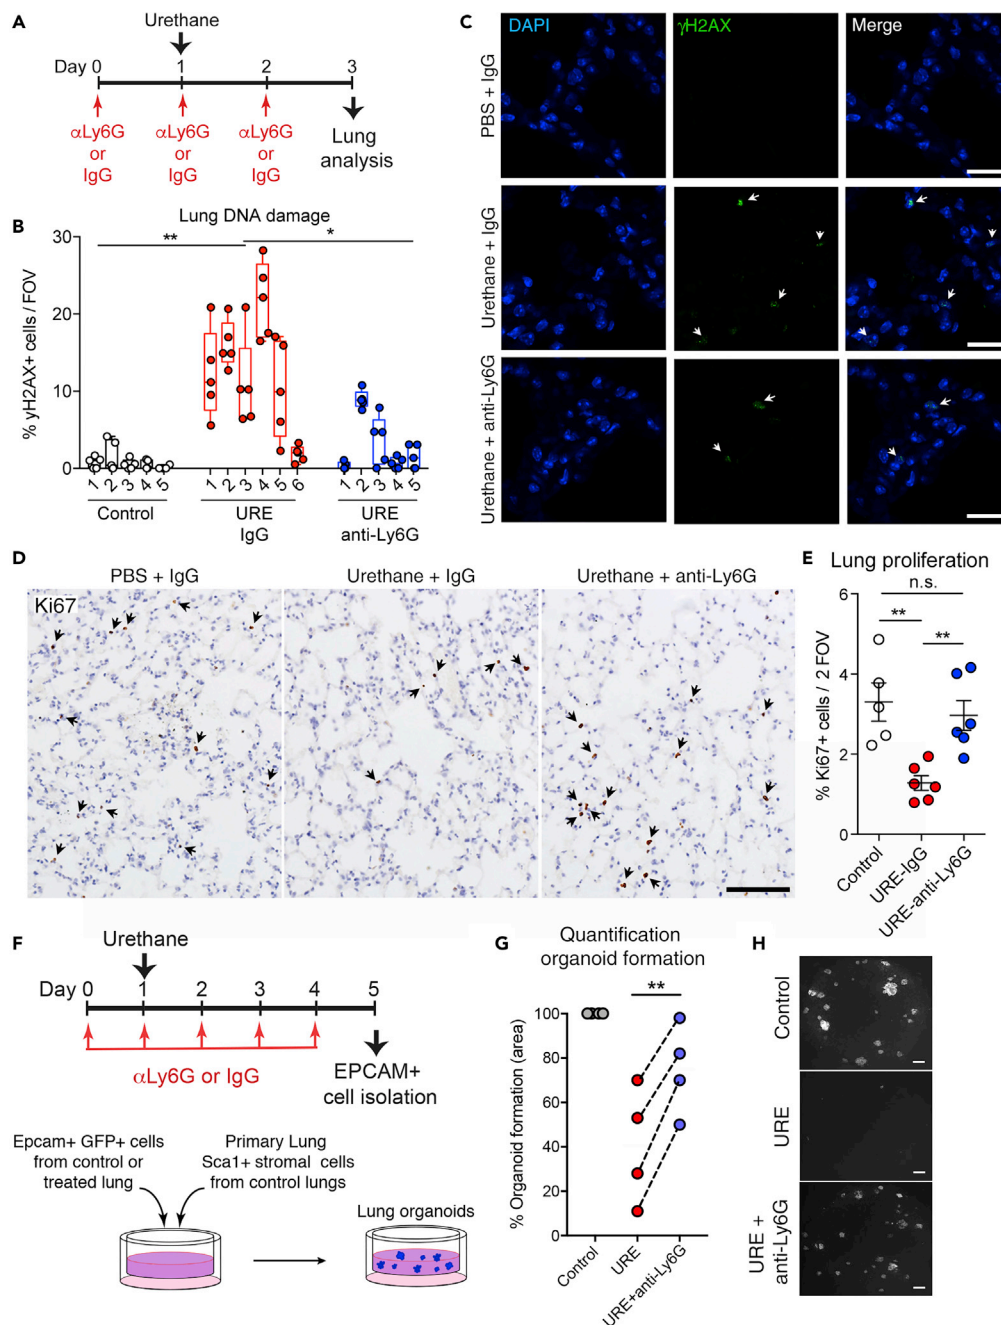 A
Urethane
Day 0 1 2 3
αLy6G αLy6G αLy6G
or or or
IgG IgG IgG
Lung
analysis
B
Lung DNA damage
** *
% γH2AX+ cells / FOV
30
20
10
0
1 2 3 4 5 1 2 3 4 5 6 1 2 3 4 5
Control URE URE
IgG anti-Ly6G
C
DAPI γH2AX Merge
PBS + IgG
Urethane + IgG
Urethane + anti-Ly6G
D
PBS + IgG Urethane + IgG Urethane + anti-Ly6G
Ki67
E
Lung proliferation
n.s.
** **
% Ki67+ cells / 2 FOV
6
4
2
0
Control
URE-IgG
URE-anti-Ly6G
F
Urethane
Day 0 1 2 3 4 5
αLy6G or IgG
EPCAM+
cell isolation
Epcam+ GFP+ cells
from control or
treated lung
Primary Lung
Sca1+ stromal cells
from control lungs
Lung organoids
G
Quantification
organoid formation
**
% Organoid formation (area)
100
80
60
40
20
0
Control
URE
URE+anti-Ly6G
H
Control
URE
URE +
anti-Ly6G